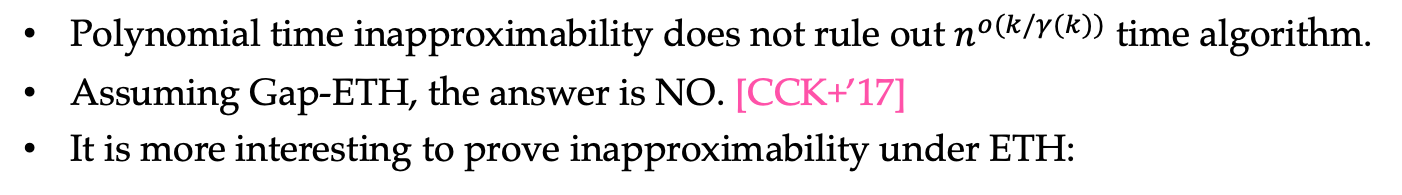 • Polynomial time inapproximability does not rule out n^{o(k/γ(k))} time algorithm.
• Assuming Gap-ETH, the answer is NO. [CCK+’17]
• It is more interesting to prove inapproximability under ETH: